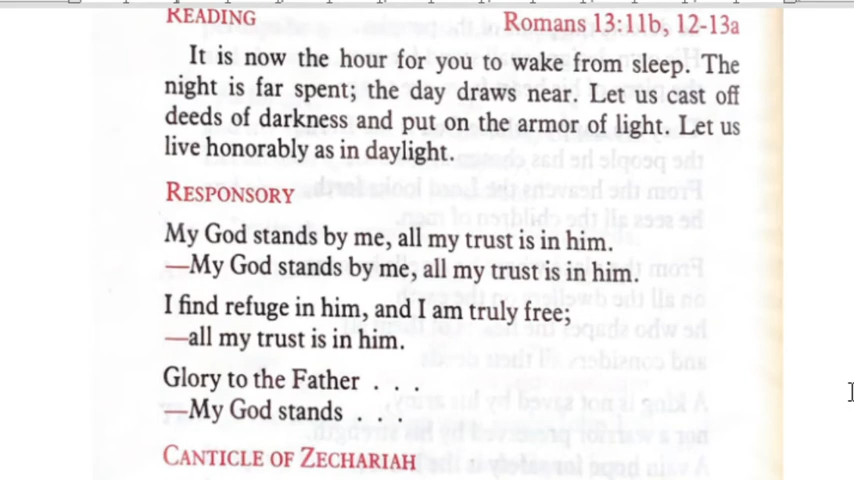 READING Romans 13:11b, 12-13a
It is now the hour for you to wake from sleep. The
night is far spent; the day draws near. Let us cast off
deeds of darkness and put on the armor of light. Let us
live honorably as in daylight.
RESPONSORY
My God stands by me, all my trust is in him.
—My God stands by me, all my trust is in him.
I find refuge in him, and I am truly free;
—all my trust is in him.
Glory to the Father . . .
—My God stands . . .
CANTICLE OF ZECHARIAH